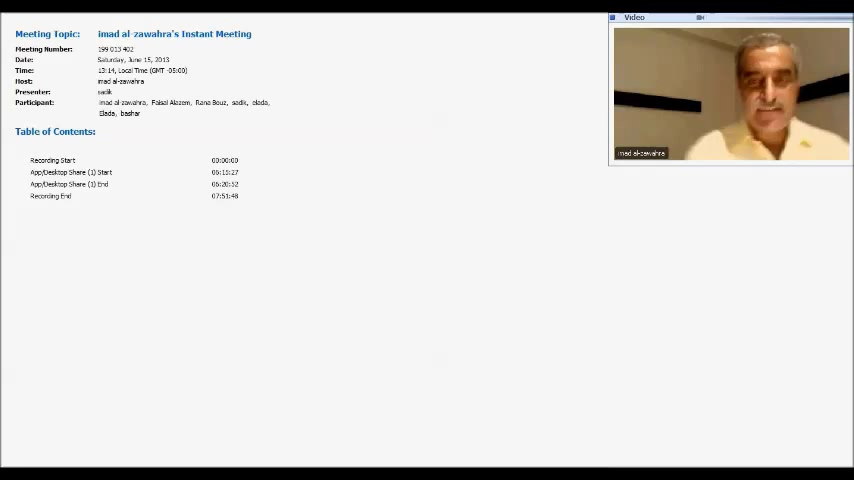 Video
Meeting Topic: imad al-zawahra's Instant Meeting
Meeting Number: 199 013 402
Date: Saturday, June 15, 2013
Time: 13:14, Local Time (GMT -05:00)
Host: imad al-zawahra
Presenter: sadik
Participant: imad al-zawahra, Faisal Alazem, Rana Bouz, sadik, elada,
Elada, bashar
Table of Contents:
Recording Start 00:00:00
App/Desktop Share (1) Start 06:15:27
App/Desktop Share (1) End 06:20:52
Recording End 07:51:48
imad al-zawahra